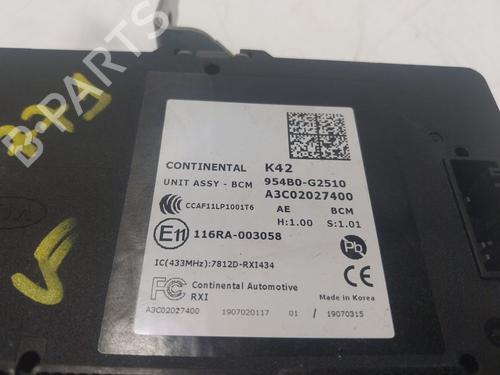 B-PARTS
CONTINENTAL K42
UNIT ASSY - BCM 954B0-G2510
A3C02027400
CCAF11LP1001T6 AE BCM
H:1.00 S:1.01
E11 116RA-003058
Pb
IC(433MHz):7812D-RXI434
FC Continental Automotive
RXI
Made in Korea
A3C02027400 1907020117 01 / 19070315